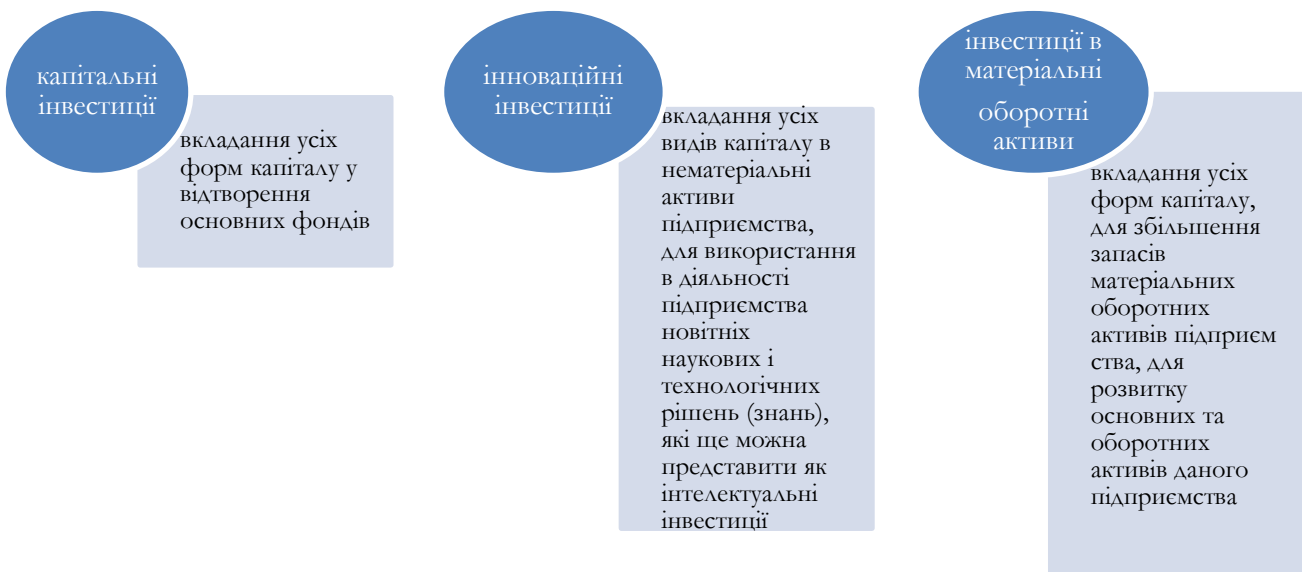 капітальні
інвестиції
вкладання усіх
форм капіталу у
відтворення
основних фондів
інноваційні
інвестиції
вкладання усіх
видів капіталу в
нематеріальні
активи
підприємства,
для використання
в діяльності
підприємства
новітніх
наукових і
технологічних
рішень (знань),
які ще можна
представити як
інтелектуальні
інвестиції
інвестиції в
матеріальні
оборотні
активи
вкладання усіх
форм капіталу,
для збільшення
запасів
матеріальних
оборотних
активів підприєм
ства, для
розвитку
основних та
оборотних
активів даного
підприємства